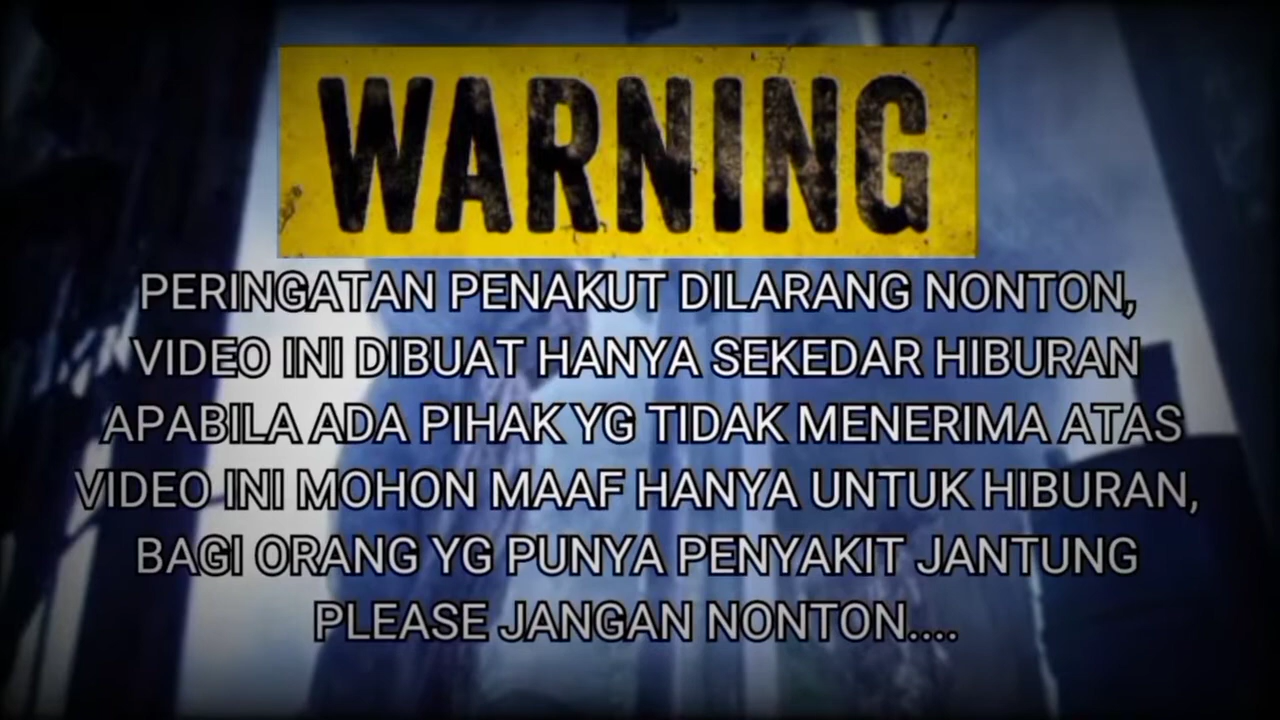 WARNING
PERINGATAN PENAKUT DILARANG NONTON,
VIDEO INI DIBUAT HANYA SEKEDAR HIBURAN
APABILA ADA PIHAK YG TIDAK MENERIMA ATAS
VIDEO INI MOHON MAAF HANYA UNTUK HIBURAN,
BAGI ORANG YG PUNYA PENYAKIT JANTUNG
PLEASE JANGAN NONTON....